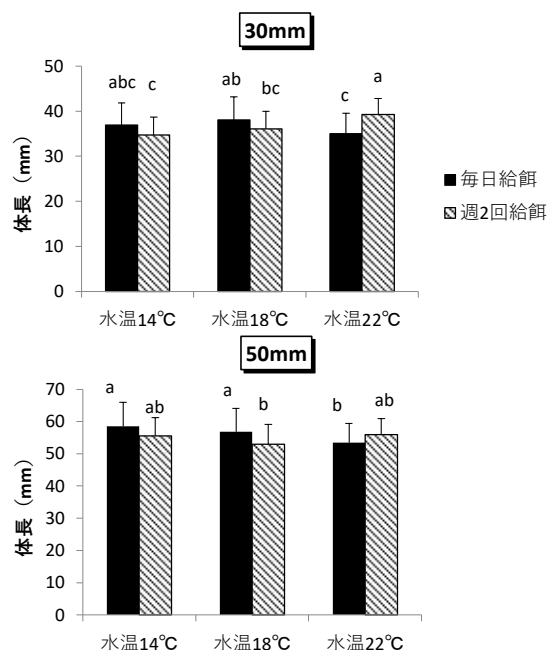 30mm
50
40
30
20
10
0
体長（mm）
abc c ab bc c a
水温14℃ 水温18℃ 水温22℃
毎日給餌
週2回給餌
50mm
70
60
50
40
30
20
10
0
体長（mm）
a ab a b b ab
水温14℃ 水温18℃ 水温22℃